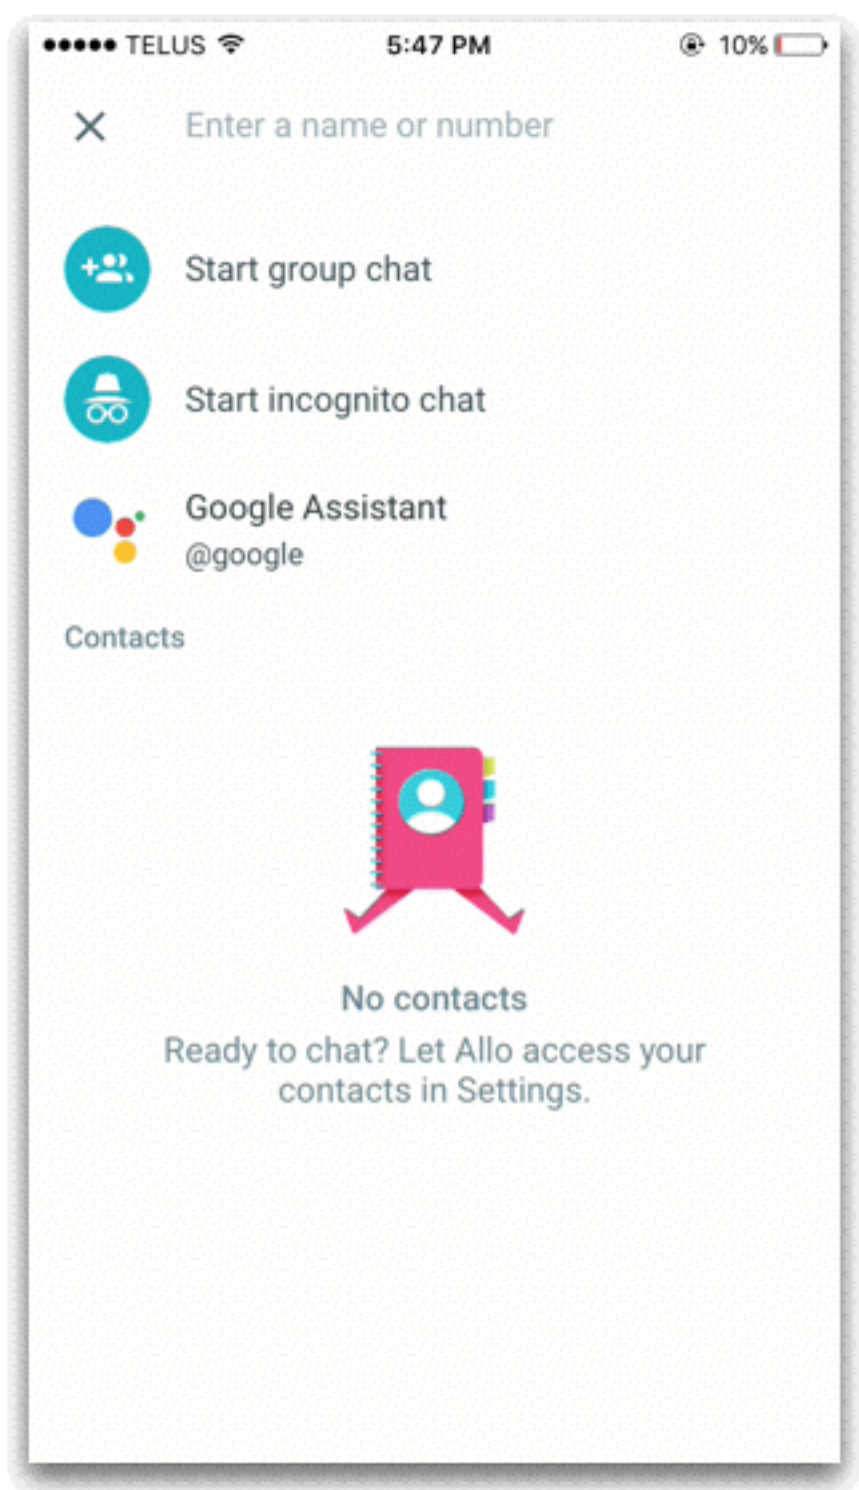 TELUS 5:47 PM 10%
Enter a name or number
Start group chat
Start incognito chat
Google Assistant
@google
Contacts
No contacts
Ready to chat? Let Allo access your
contacts in Settings.